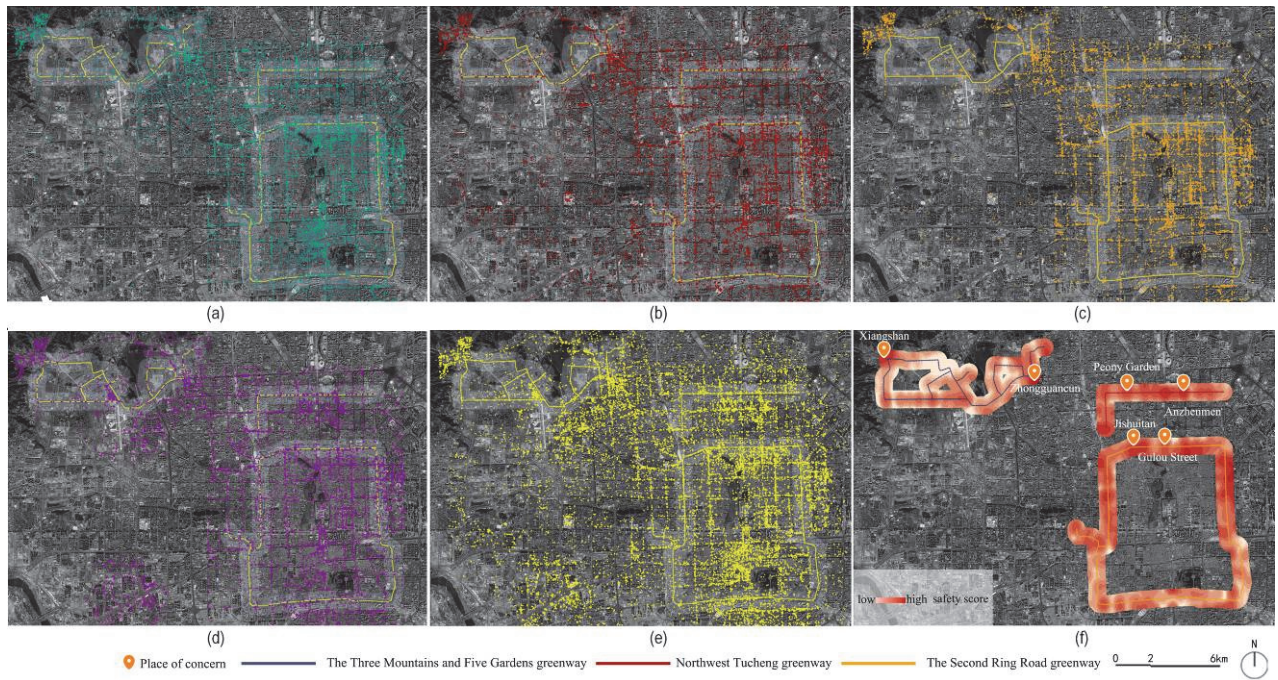 (a)
(b)
(c)
Xiangshan
Zhongguancun
Peony Garden
Anzhenmen
Jishuitan
Gulou Street
low
high safety score
(d)
(e)
(f)
Place of concern
The Three Mountains and Five Gardens greenway
Northwest Tucheng greenway
The Second Ring Road greenway
0 2 6km
N